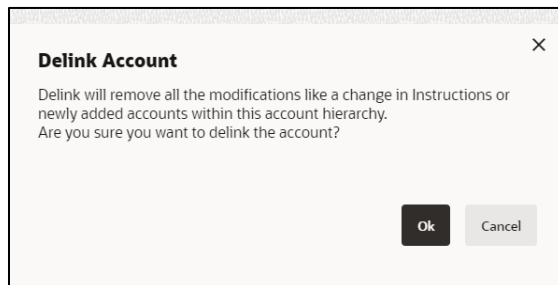 Delink Account
Delink will remove all the modifications like a change in Instructions or
newly added accounts within this account hierarchy.
Are you sure you want to delink the account?
Ok
Cancel